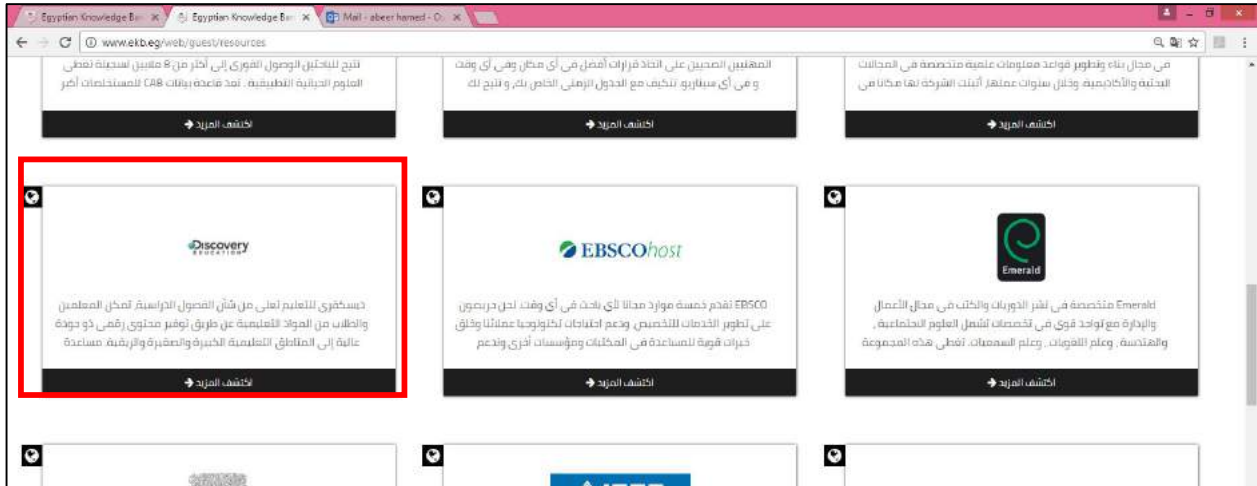 Egyptian Knowledge Ban
Egyptian Knowledge Ban
Mail - abeer hamed - O
www.ekb.eg/web/guest/resources
في مجال بناء وتطوير قواعد معلومات علمية متخصصة في المجالات
البحثية والأكاديمية. وخلال سنوات عملها، أثبتت الشركة لها مكانا في
اكتشف المزيد
المهنيين الصحيين على اتخاذ قرارات أفضل في أي مكان وفي أي وقت
و في أي سيناريو. تتكيف مع الجدول الزمني الخاص بك, و تتيح لك
اكتشف المزيد
تتيح للباحثين الوصول الفوري إلى أكثر من 8 ملايين تسجيلة تغطي
العلوم الحياتية التطبيقية . تعد قاعدة بيانات CAB للمستخلصات أكبر
اكتشف المزيد
Emerald
Emerald متخصصة في نشر الدوريات والكتب في مجال الأعمال
والإدارة مع تواجد قوي في تخصصات تشمل العلوم الاجتماعية ,
والهندسة , وعلم اللغويات , وعلم السمعيات. تغطي هذه المجموعة
اكتشف المزيد
EBSCOhost
EBSCO تقدم خمسة موارد مجانا لأي باحث في أي وقت. نحن حريصون
على تطوير الخدمات للتخصيص, ودعم احتياجات تكنولوجيا عملائنا وخلق
خبرات قوية للمساعدة في المكتبات ومؤسسات أخرى وندعم
اكتشف المزيد
Discovery
EDUCATION
ديسكفري للتعليم تعلي من شأن الفصول الدراسية, تمكن المعلمين
والطلاب من المواد التعليمية عن طريق توفير محتوى رقمي ذو جودة
عالية إلى المناطق التعليمية الكبيرة والصغيرة والريفية. مساعدة
اكتشف المزيد